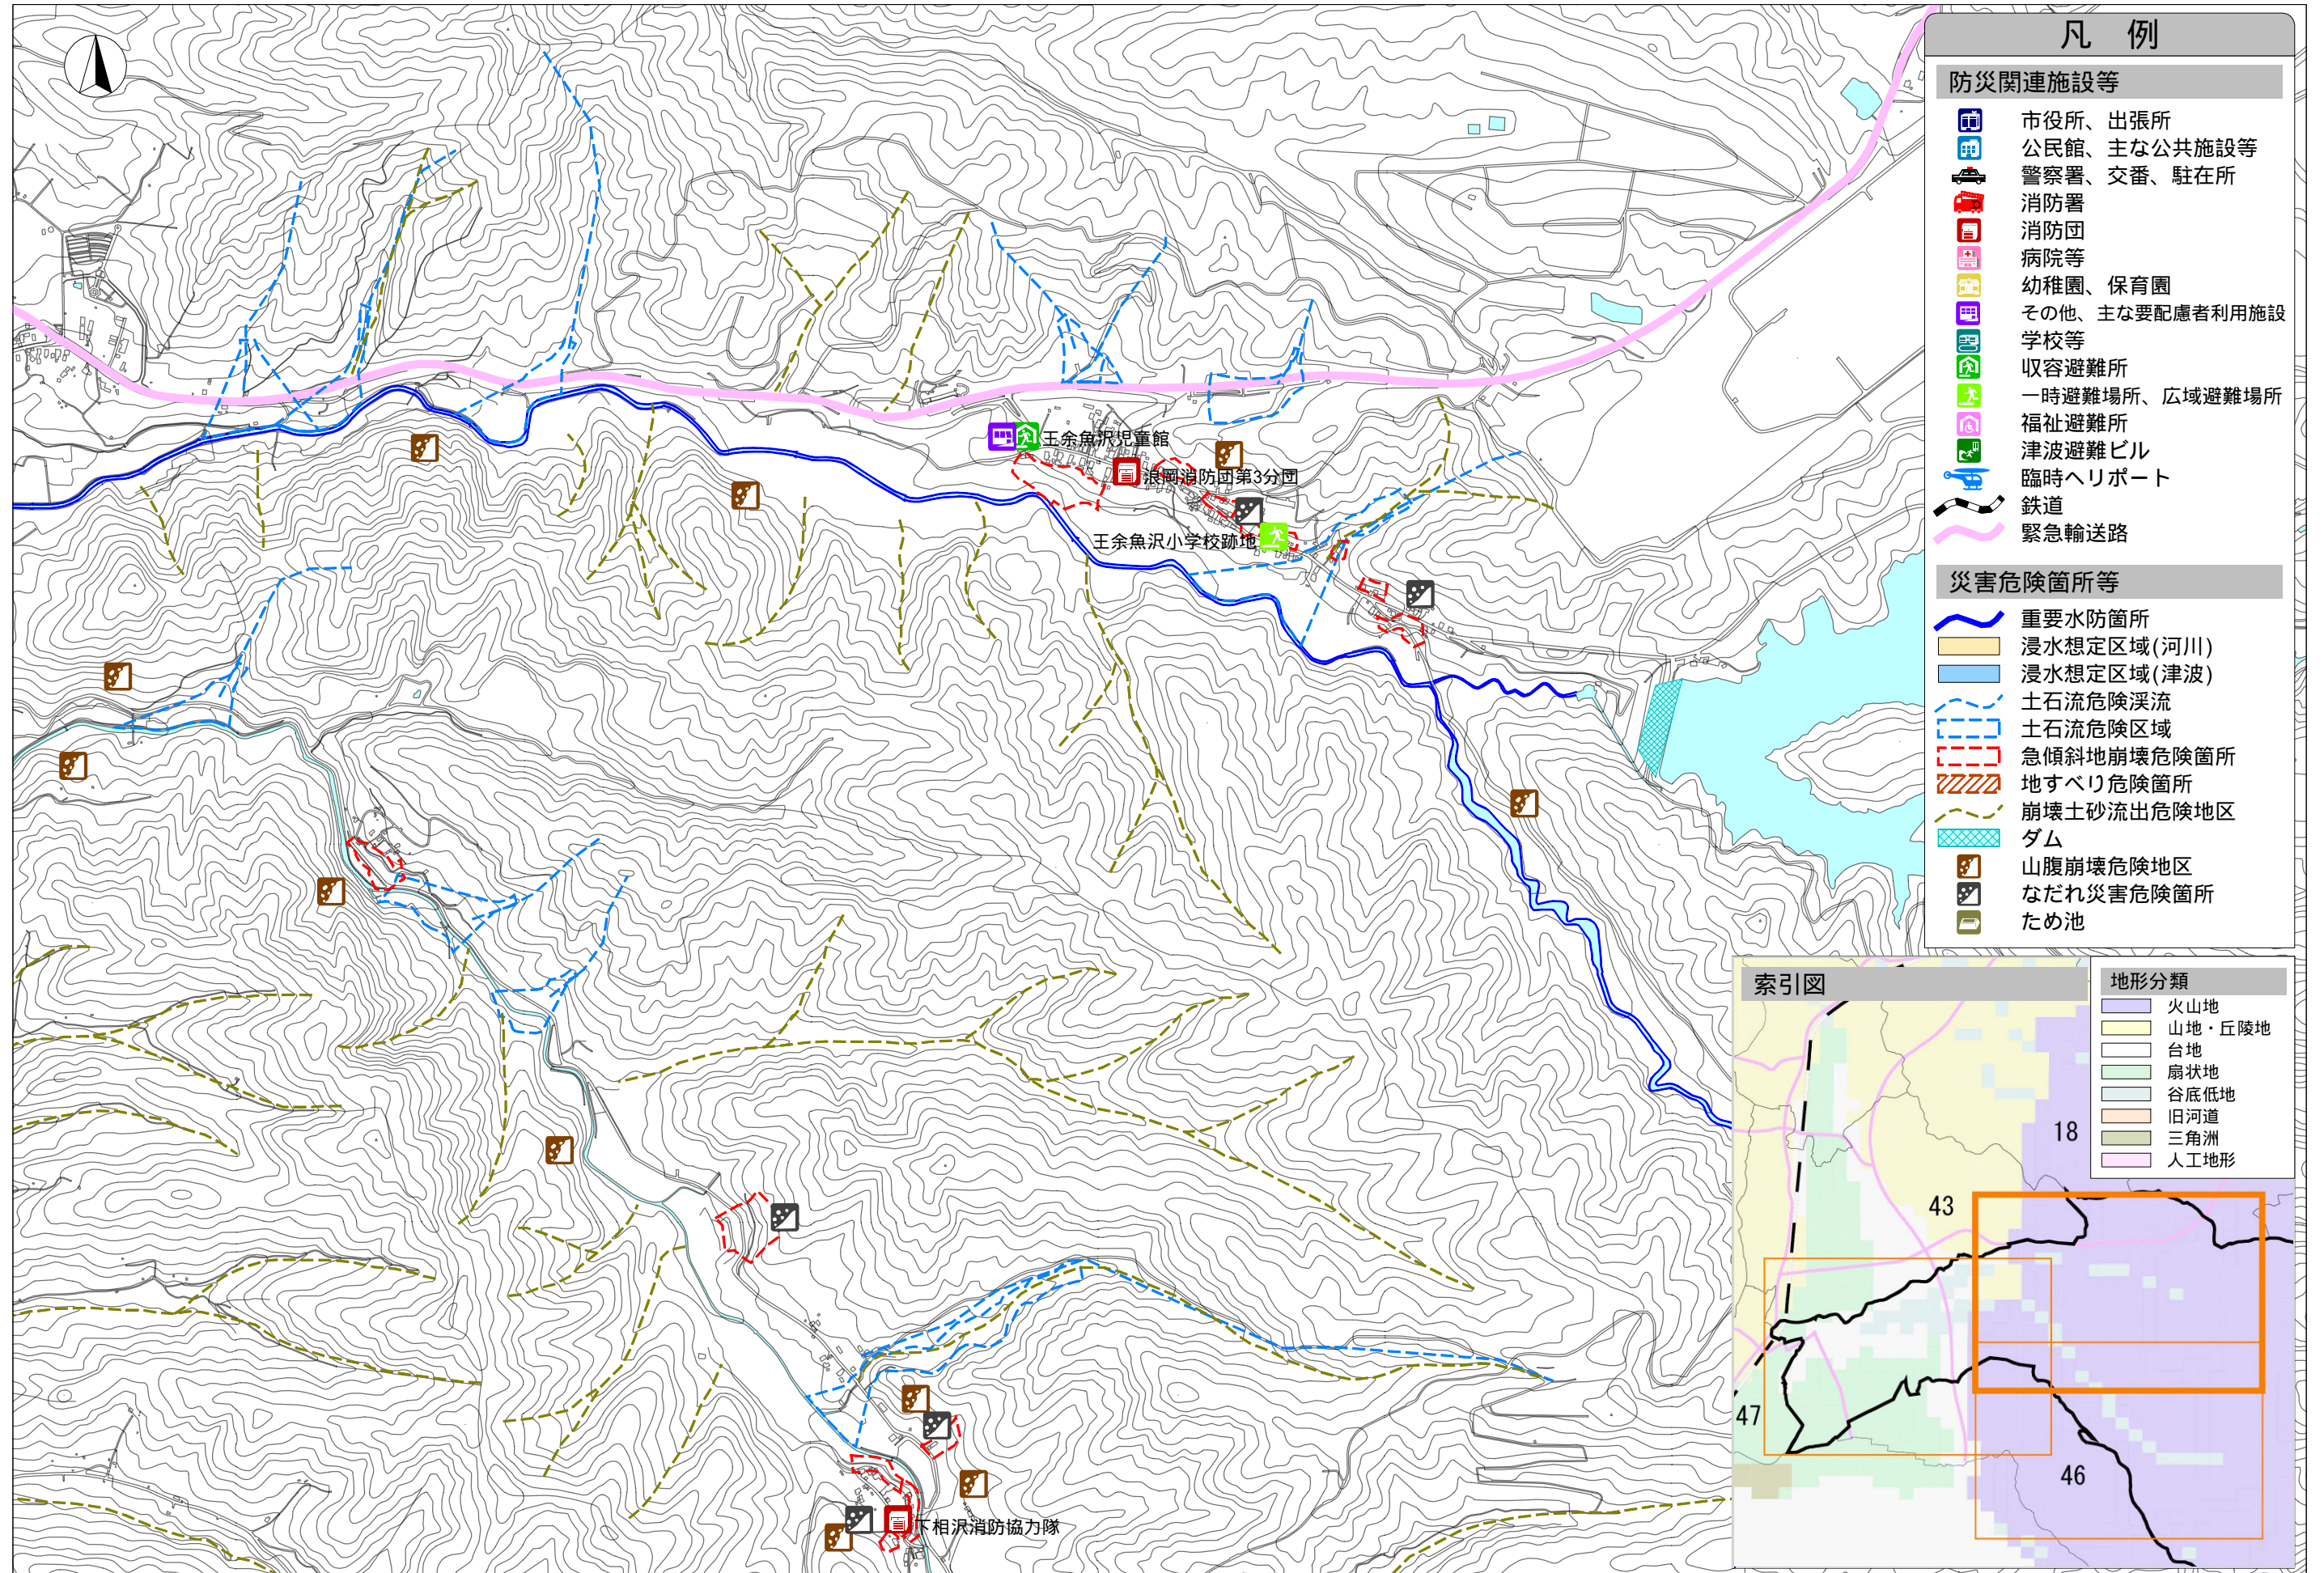 凡 例
防災関連施設等
市役所、出張所
公民館、主な公共施設等
警察署、交番、駐在所
消防署
消防団
病院等
幼稚園、保育園
その他、主な要配慮者利用施設
学校等
収容避難所
一時避難場所、広域避難場所
福祉避難所
津波避難ビル
臨時ヘリポート
鉄道
緊急輸送路
災害危険箇所等
重要水防箇所
浸水想定区域(河川)
浸水想定区域(津波)
土石流危険渓流
土石流危険区域
急傾斜地崩壊危険箇所
地すべり危険箇所
崩壊土砂流出危険地区
ダム
山腹崩壊危険地区
なだれ災害危険箇所
ため池
王余魚沢児童館
浪岡消防団第3分団
王余魚沢小学校跡地
下相沢消防協力隊
索引図
18
43
47
46
地形分類
火山地
山地・丘陵地
台地
扇状地
谷底低地
旧河道
三角洲
人工地形